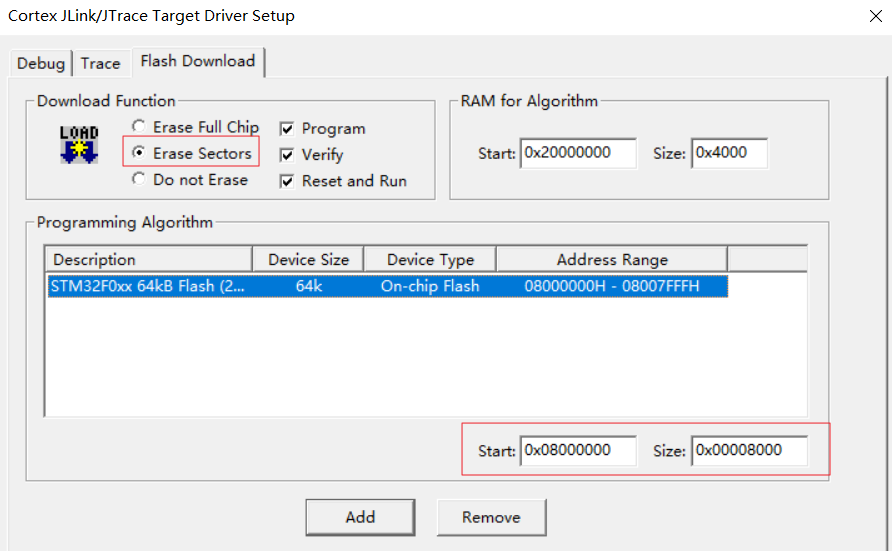 Cortex JLink/JTrace Target Driver Setup
Debug Trace Flash Download
Download Function
LOAD
Erase Full Chip
Erase Sectors
Do not Erase
Program
Verify
Reset and Run
RAM for Algorithm
Start: 0x20000000 Size: 0x4000
Programming Algorithm
Description Device Size Device Type Address Range
STM32F0xx 64kB Flash (2... 64k On-chip Flash 08000000H - 08007FFFH
Start: 0x08000000 Size: 0x00008000
Add Remove